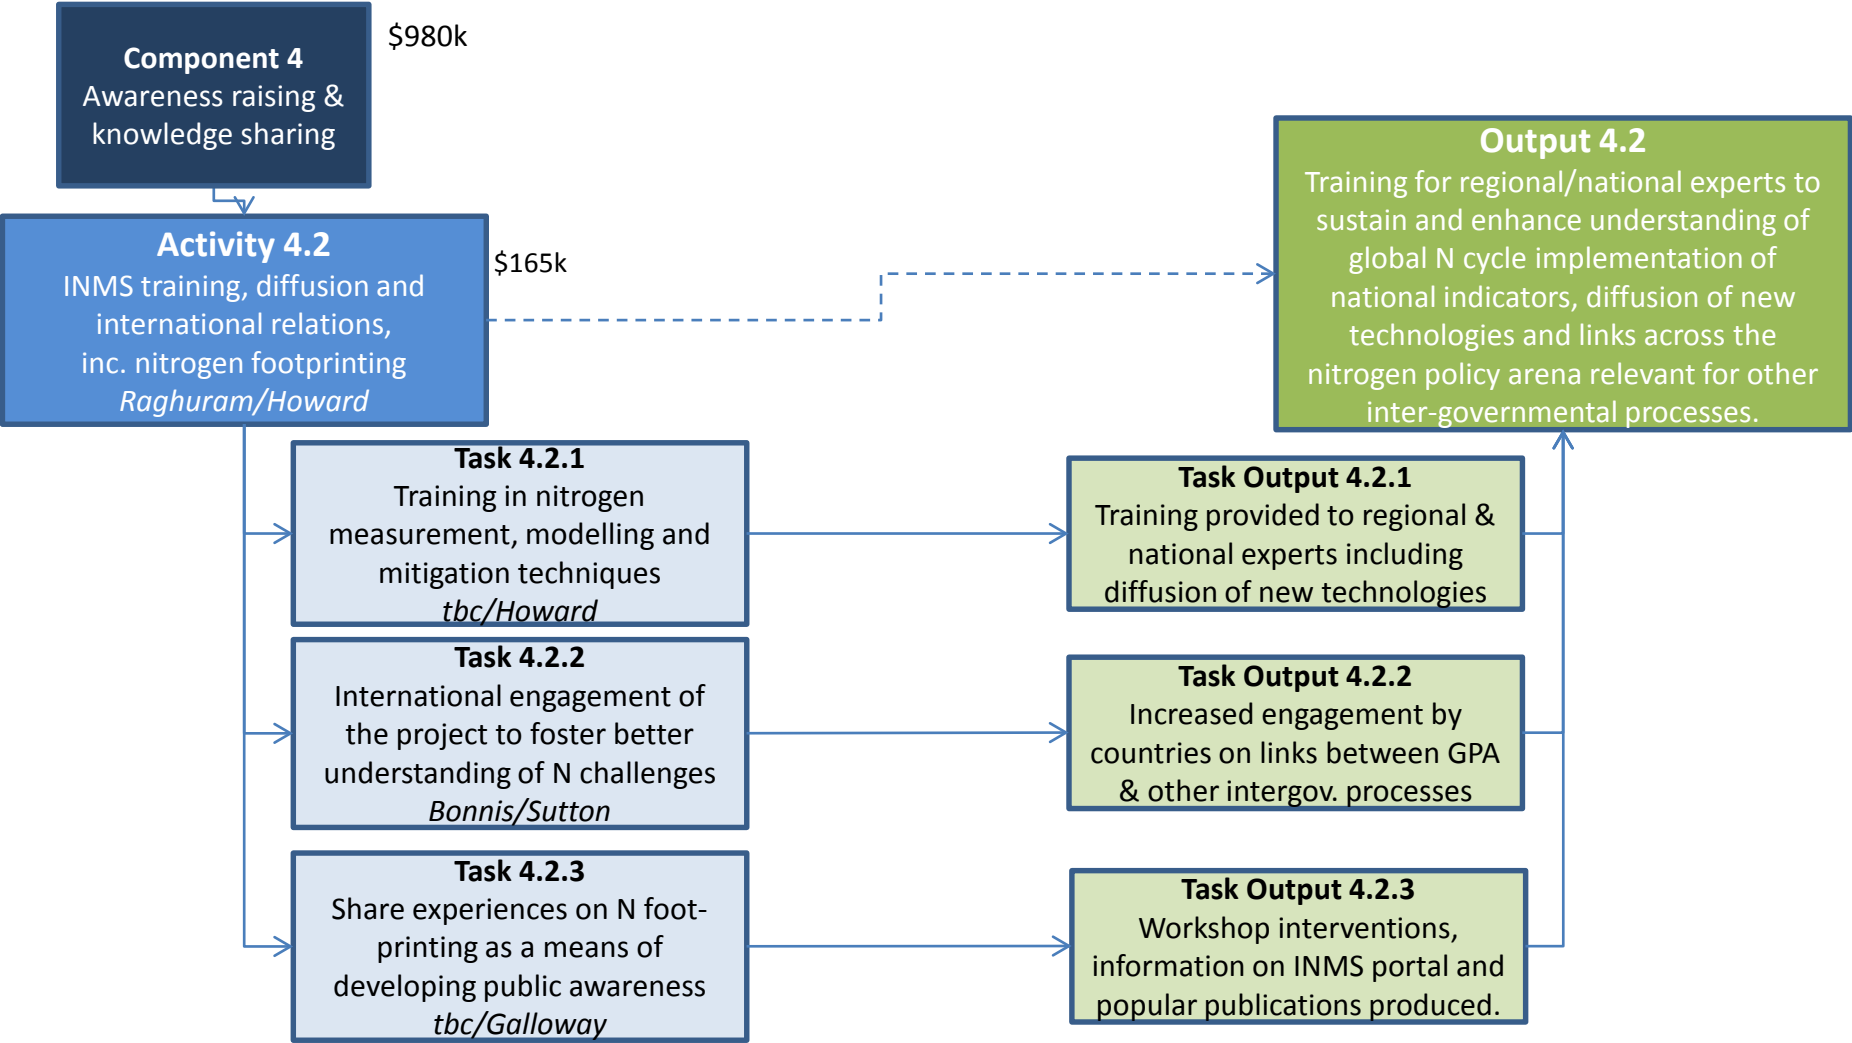 Component 4
Awareness raising &
knowledge sharing
$980k
Activity 4.2
INMS training, diffusion and
international relations,
inc. nitrogen footprinting
Raghuram/Howard
$165k
Output 4.2
Training for regional/national experts to
sustain and enhance understanding of
global N cycle implementation of
national indicators, diffusion of new
technologies and links across the
nitrogen policy arena relevant for other
inter-governmental processes.
Task 4.2.1
Training in nitrogen
measurement, modelling and
mitigation techniques
tbc/Howard
Task Output 4.2.1
Training provided to regional &
national experts including
diffusion of new technologies
Task 4.2.2
International engagement of
the project to foster better
understanding of N challenges
Bonnis/Sutton
Task Output 4.2.2
Increased engagement by
countries on links between GPA
& other intergov. processes
Task 4.2.3
Share experiences on N foot-
printing as a means of
developing public awareness
tbc/Galloway
Task Output 4.2.3
Workshop interventions,
information on INMS portal and
popular publications produced.